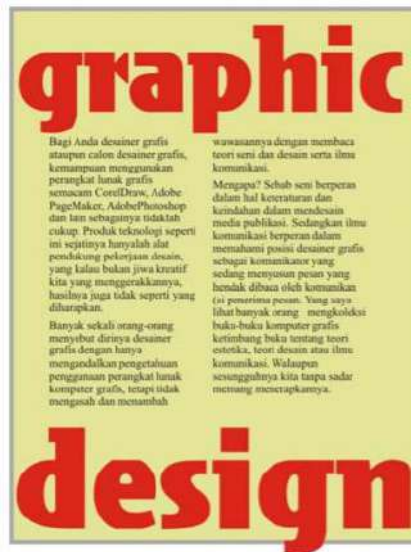 graphic
Bagi Anda desainer grafis
ataupun calon desainer grafis,
kemampuan menggunakan
perangkat lunak grafis
semacam CorelDraw, Adobe
PageMaker, AdobePhotoshop
dan lain sebagainya tidaklah
cukup. Produk teknologi seperti
ini sejatinya hanyalah alat
pendukung pekerjaan desain,
yang kalau bukan jiwa kreatif
kita yang menggerakkannya,
hasilnya juga tidak seperti yang
diharapkan.
Banyak sekali orang-orang
menyebut dirinya desainer
grafis dengan hanya
mengandalkan pengetahuan
penggunaan perangkat lunak
komputer grafis, tetapi tidak
mengasah dan menambah
wawasannya dengan membaca
teori seni das desain serta ilmu
komunikasi.
Mengapa? Sebab seni berperan
dalam hal keteraturan dan
keindahan dalam mendesain
media publikasi. Sedangkan ilmu
komunikasi berperan dalam
memahami posisi desainer grafis
sebagai komunikator yang
sedang menyusun pesan yang
hendak dibaca oleh komunikan
(si penerima pesan. Yang saya
lihat banyak orang mengkoleksi
buku-buku komputer grafis
ketimbang buku tentang teori
estetika, teori desain atau ilmu
komunikasi. Walaupun
sesungguhnya kita tanpa sadar
memang menerapkannya.
design